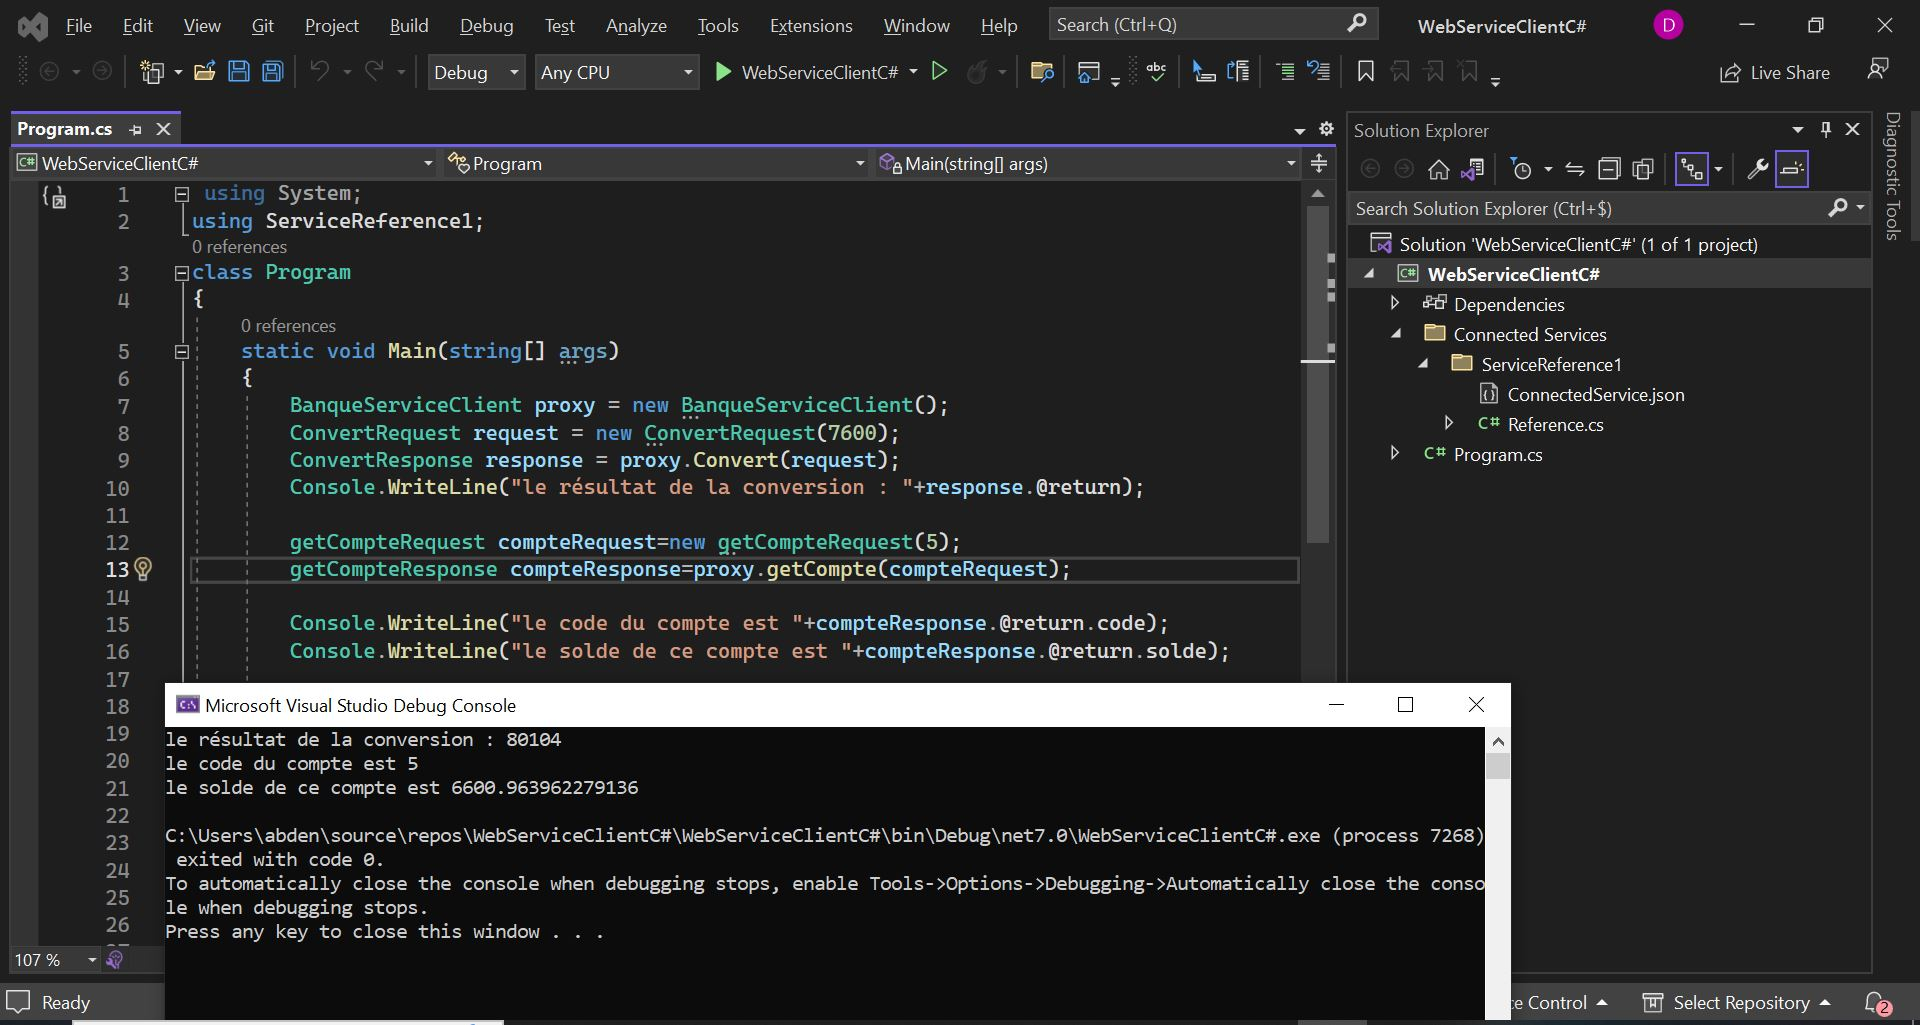 File Edit View Git Project Build Debug Test Analyze Tools Extensions Window Help Search (Ctrl+Q) WebServiceClientC# D
Debug Any CPU WebServiceClientC# Live Share
Program.cs
WebServiceClientC# Program Main(string[] args)
1 using System;
2 using ServiceReference1;
0 references
3 class Program
4 {
0 references
5 static void Main(string[] args)
6 {
7 BanqueServiceClient proxy = new BanqueServiceClient();
8 ConvertRequest request = new ConvertRequest(7600);
9 ConvertResponse response = proxy.Convert(request);
10 Console.WriteLine("le résultat de la conversion : "+response.@return);
11
12 getCompteRequest compteRequest=new getCompteRequest(5);
13 getCompteResponse compteResponse=proxy.getCompte(compteRequest);
14
15 Console.WriteLine("le code du compte est "+compteResponse.@return.code);
16 Console.WriteLine("le solde de ce compte est "+compteResponse.@return.solde);
17
18
19
20
21
22
23
24
25
26
107 %
Microsoft Visual Studio Debug Console
le résultat de la conversion : 80104
le code du compte est 5
le solde de ce compte est 6600.963962279136
C:\Users\abden\source\repos\WebServiceClientC#\WebServiceClientC#\bin\Debug\net7.0\WebServiceClientC#.exe (process 7268)
exited with code 0.
To automatically close the console when debugging stops, enable Tools->Options->Debugging->Automatically close the conso
le when debugging stops.
Press any key to close this window . . .
Solution Explorer
Search Solution Explorer (Ctrl+$)
Solution 'WebServiceClientC#' (1 of 1 project)
C# WebServiceClientC#
Dependencies
Connected Services
ServiceReference1
ConnectedService.json
C# Reference.cs
C# Program.cs
Diagnostic Tools
Ready
ce Control Select Repository 2